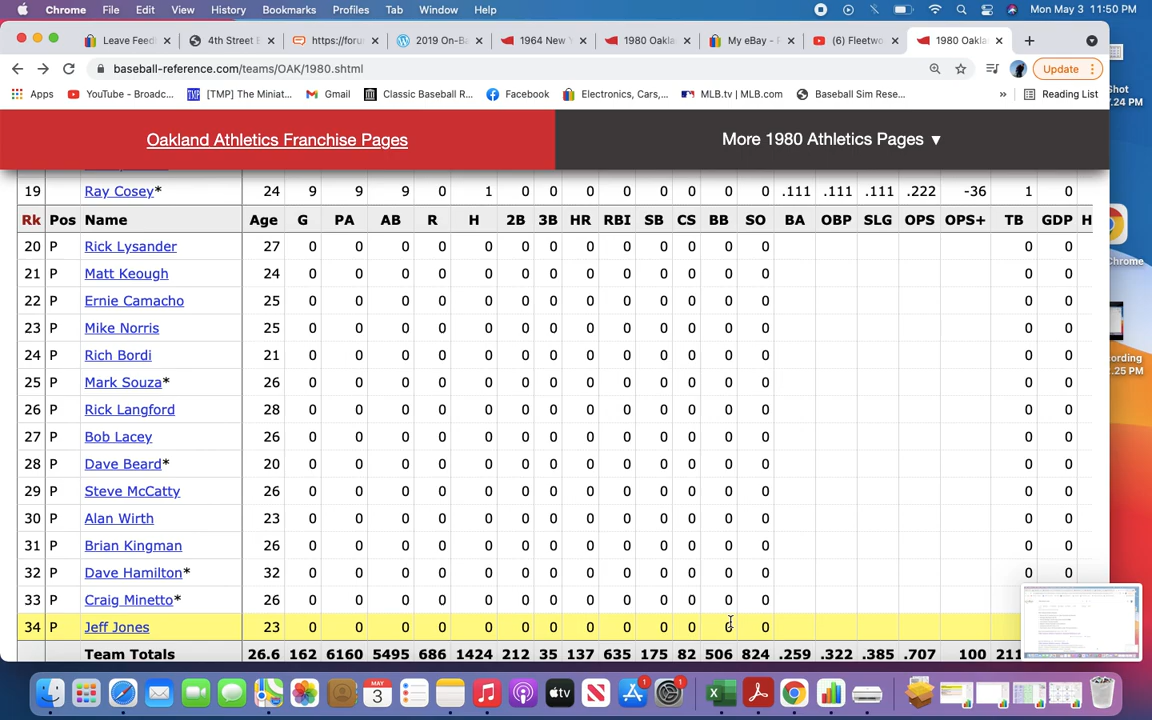 Chrome File Edit View History Bookmarks Profiles Tab Window Help Mon May 3 11:50 PM
Leave Feed 4th Street B https://foru 2019 On-Ba 1964 New Y 1980 Oakla My eBay - F (6) Fleetwo 1980 Oakla
baseball-reference.com/teams/OAK/1980.shtml Update
Apps YouTube - Broadc... [TMP] The Miniat... Gmail Classic Baseball R... Facebook Electronics, Cars,... MLB.tv | MLB.com Baseball Sim Rese... » Reading List
Shot
.24 PM
Oakland Athletics Franchise Pages More 1980 Athletics Pages ▼
19 Ray Cosey* 24 9 9 9 0 1 0 0 0 0 0 0 0 0 .111 .111 .111 .222 -36 1 0
Rk Pos Name Age G PA AB R H 2B 3B HR RBI SB CS BB SO BA OBP SLG OPS OPS+ TB GDP H
20 P Rick Lysander 27 0 0 0 0 0 0 0 0 0 0 0 0 0 0 0
21 P Matt Keough 24 0 0 0 0 0 0 0 0 0 0 0 0 0 0 0
Chrome
22 P Ernie Camacho 25 0 0 0 0 0 0 0 0 0 0 0 0 0 0 0
23 P Mike Norris 25 0 0 0 0 0 0 0 0 0 0 0 0 0 0 0
24 P Rich Bordi 21 0 0 0 0 0 0 0 0 0 0 0 0 0 0 0
ording
.25 PM
25 P Mark Souza* 26 0 0 0 0 0 0 0 0 0 0 0 0 0 0 0
26 P Rick Langford 28 0 0 0 0 0 0 0 0 0 0 0 0 0 0 0
27 P Bob Lacey 26 0 0 0 0 0 0 0 0 0 0 0 0 0 0 0
28 P Dave Beard* 20 0 0 0 0 0 0 0 0 0 0 0 0 0 0 0
29 P Steve McCatty 26 0 0 0 0 0 0 0 0 0 0 0 0 0 0 0
30 P Alan Wirth 23 0 0 0 0 0 0 0 0 0 0 0 0 0 0 0
31 P Brian Kingman 26 0 0 0 0 0 0 0 0 0 0 0 0 0 0 0
32 P Dave Hamilton* 32 0 0 0 0 0 0 0 0 0 0 0 0 0 0 0
33 P Craig Minetto* 26 0 0 0 0 0 0 0 0 0 0 0 0 0
34 P Jeff Jones 23 0 0 0 0 0 0 0 0 0 0 0 0 0
Team Totals 26.6 162 6180 5495 686 1424 212 35 137 635 175 82 506 824 .259 .322 .385 .707 100 211
MAY
3
tv
1
1